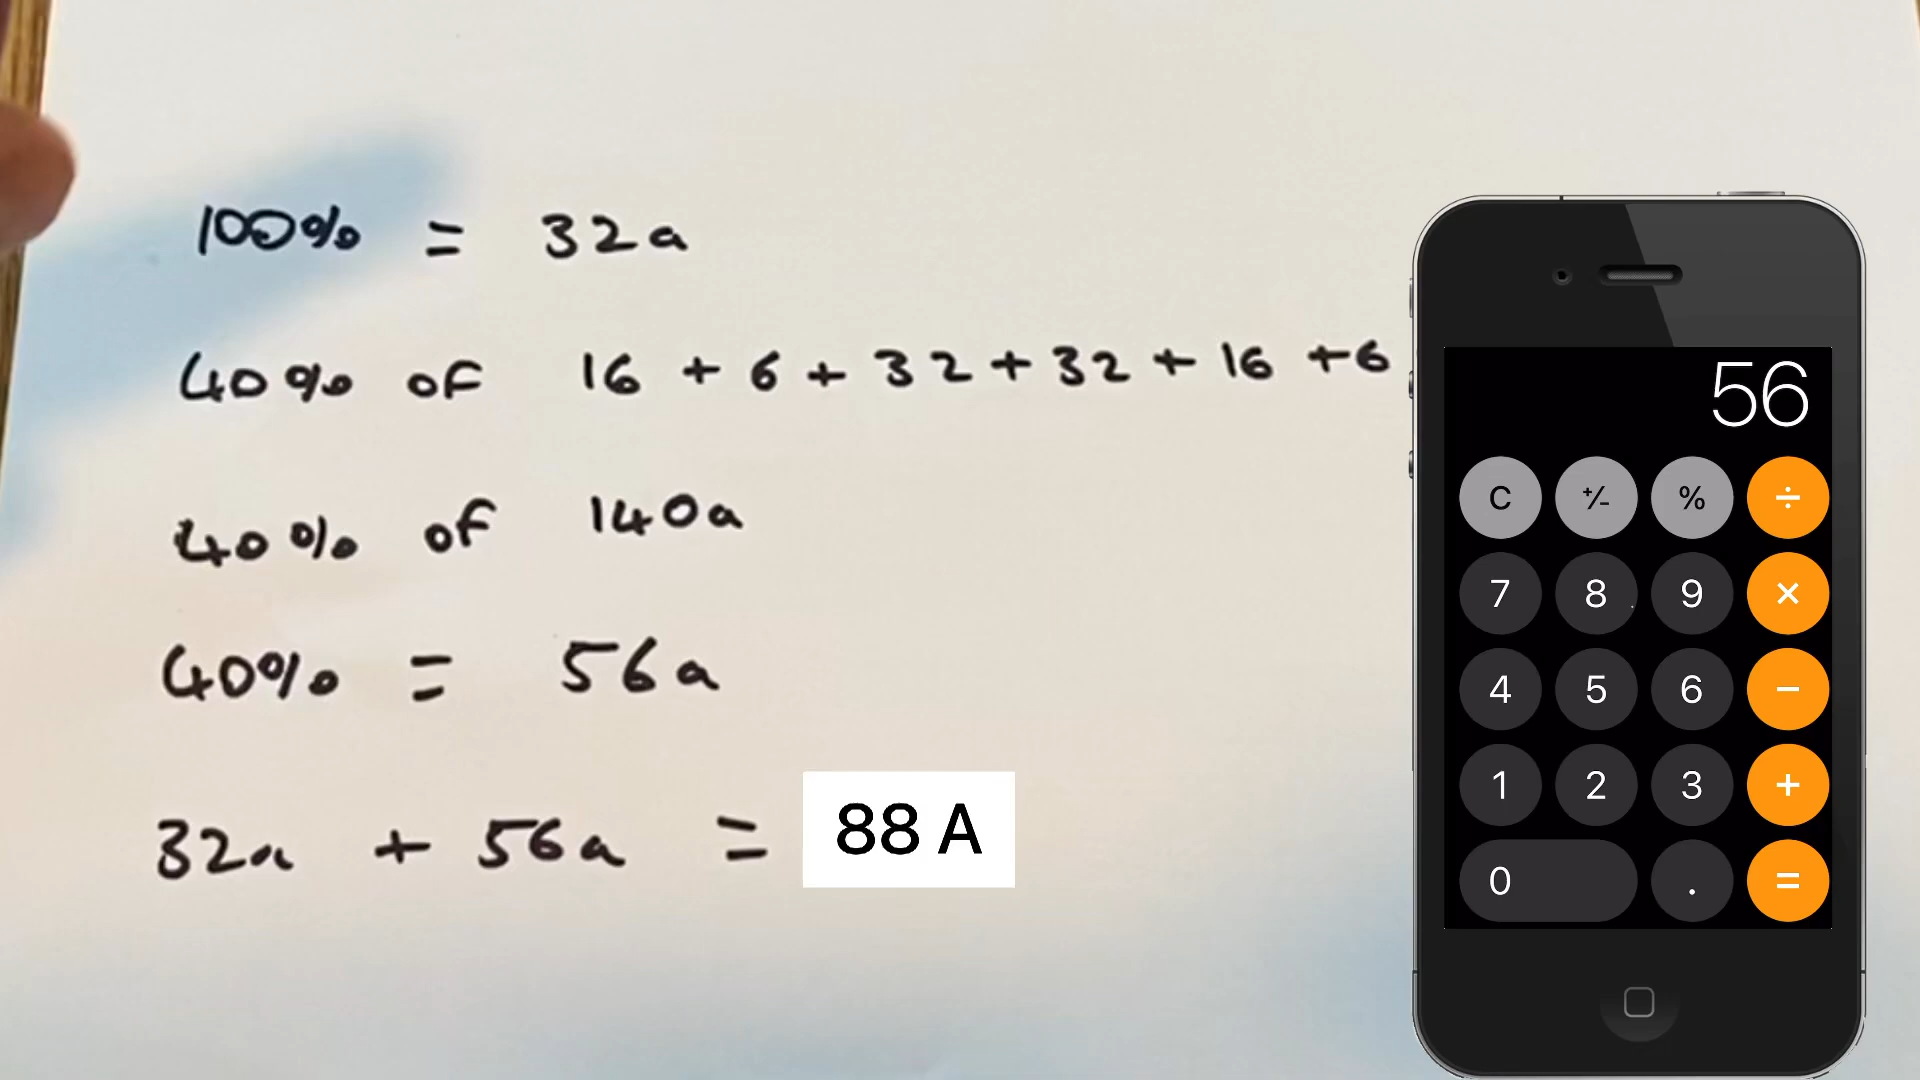 100% = 32a
40% of 16 + 6 + 32 + 32 + 16 + 6
40% of 140a
40% = 56a
32a + 56a = 88 A
56
C +/- % ÷
7 8 9 ×
4 5 6 −
1 2 3 +
0 . =